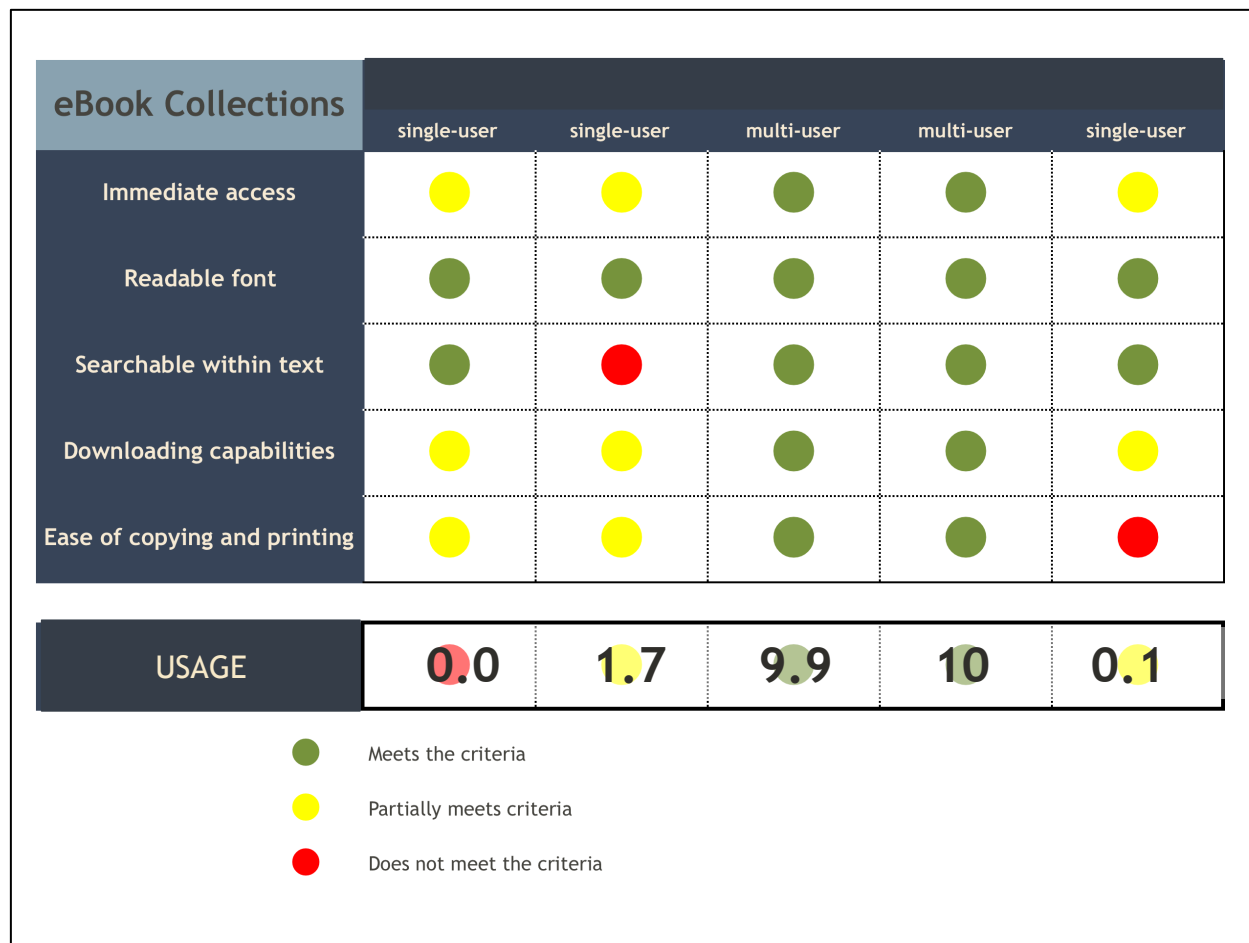 eBook Collections
single-user single-user multi-user multi-user single-user
Immediate access
Readable font
Searchable within text
Downloading capabilities
Ease of copying and printing
USAGE 0.0 1.7 9.9 10 0.1
Meets the criteria
Partially meets criteria
Does not meet the criteria